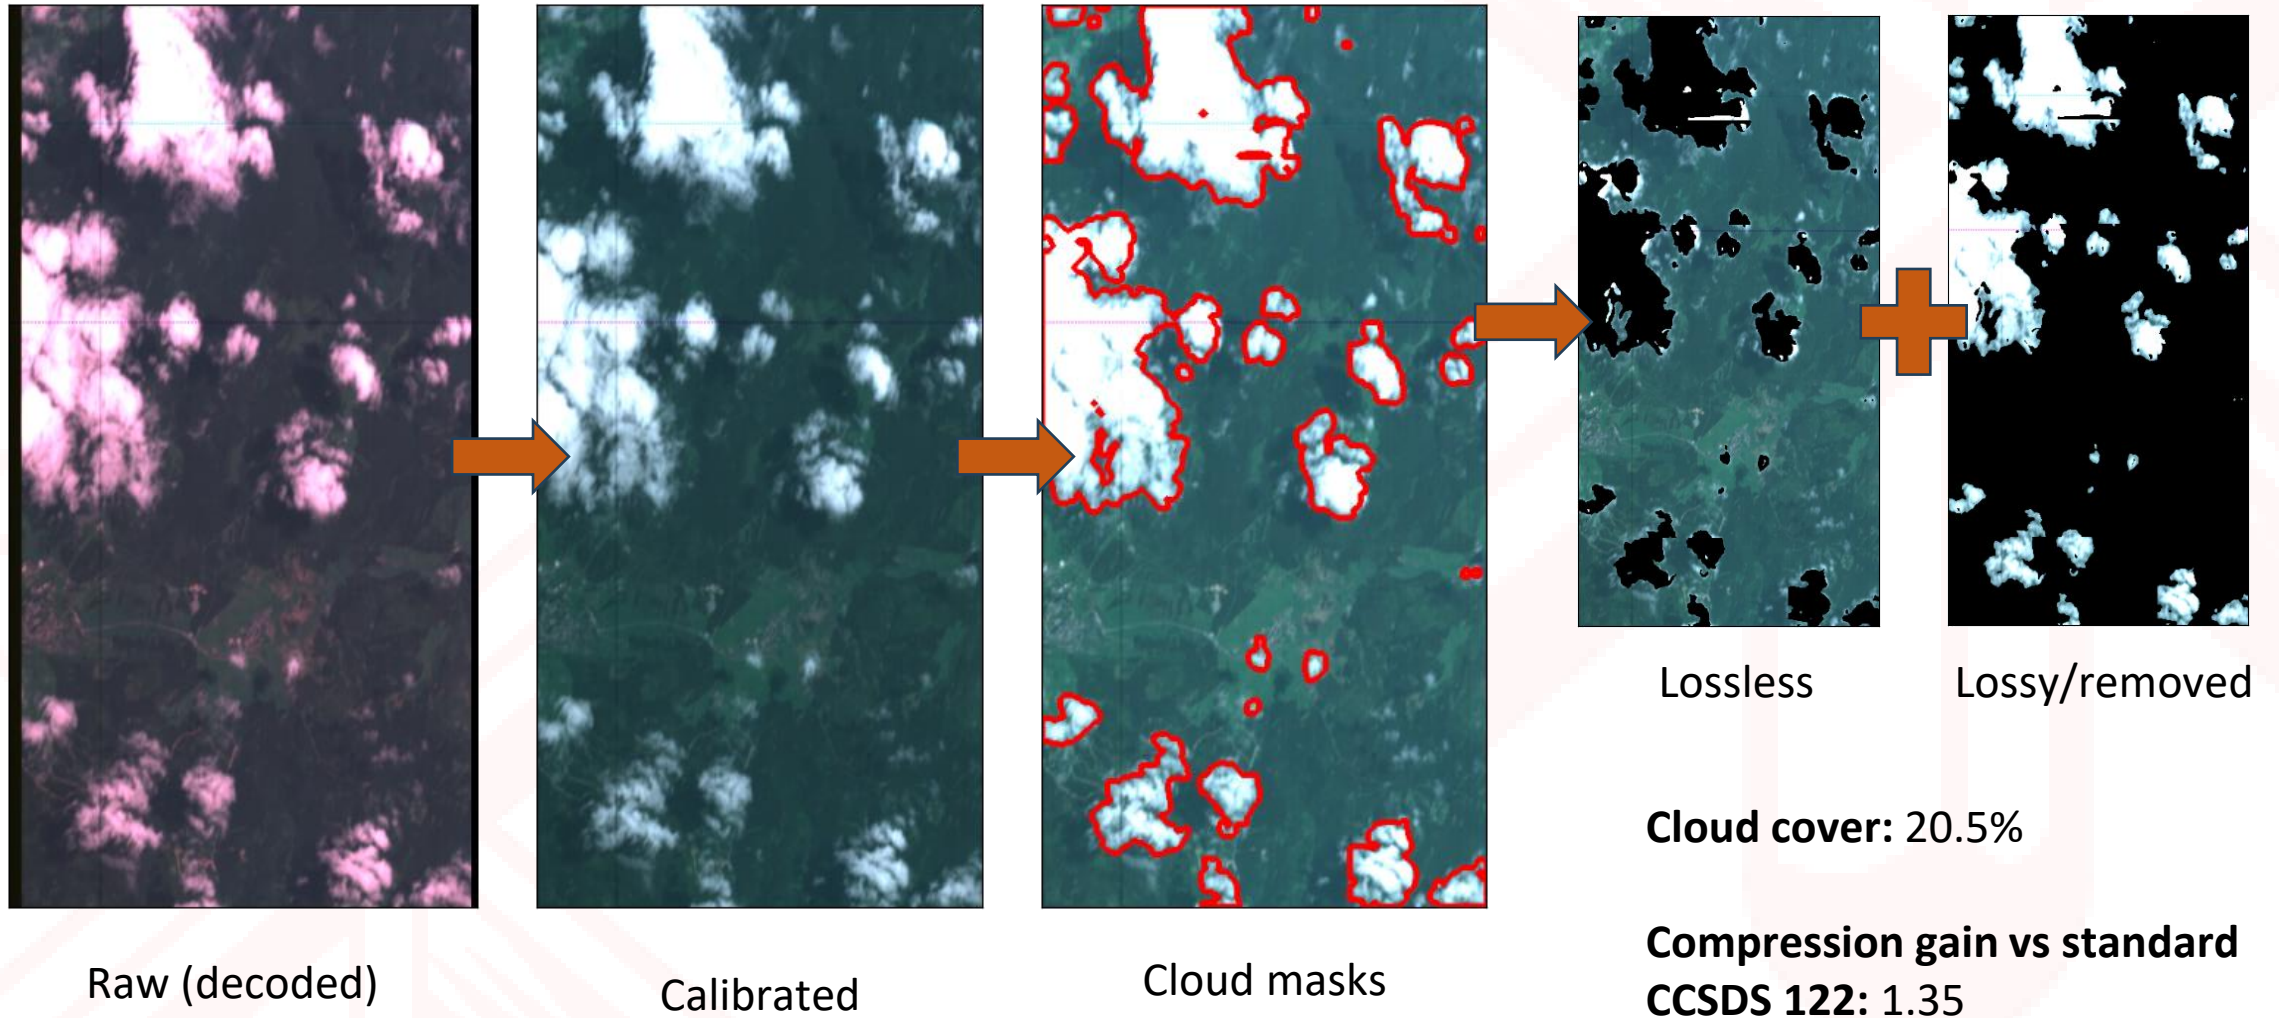 Raw (decoded)
Calibrated
Cloud masks
Lossless
Lossy/removed
Cloud cover: 20.5%
Compression gain vs standard
CCSDS 122: 1.35